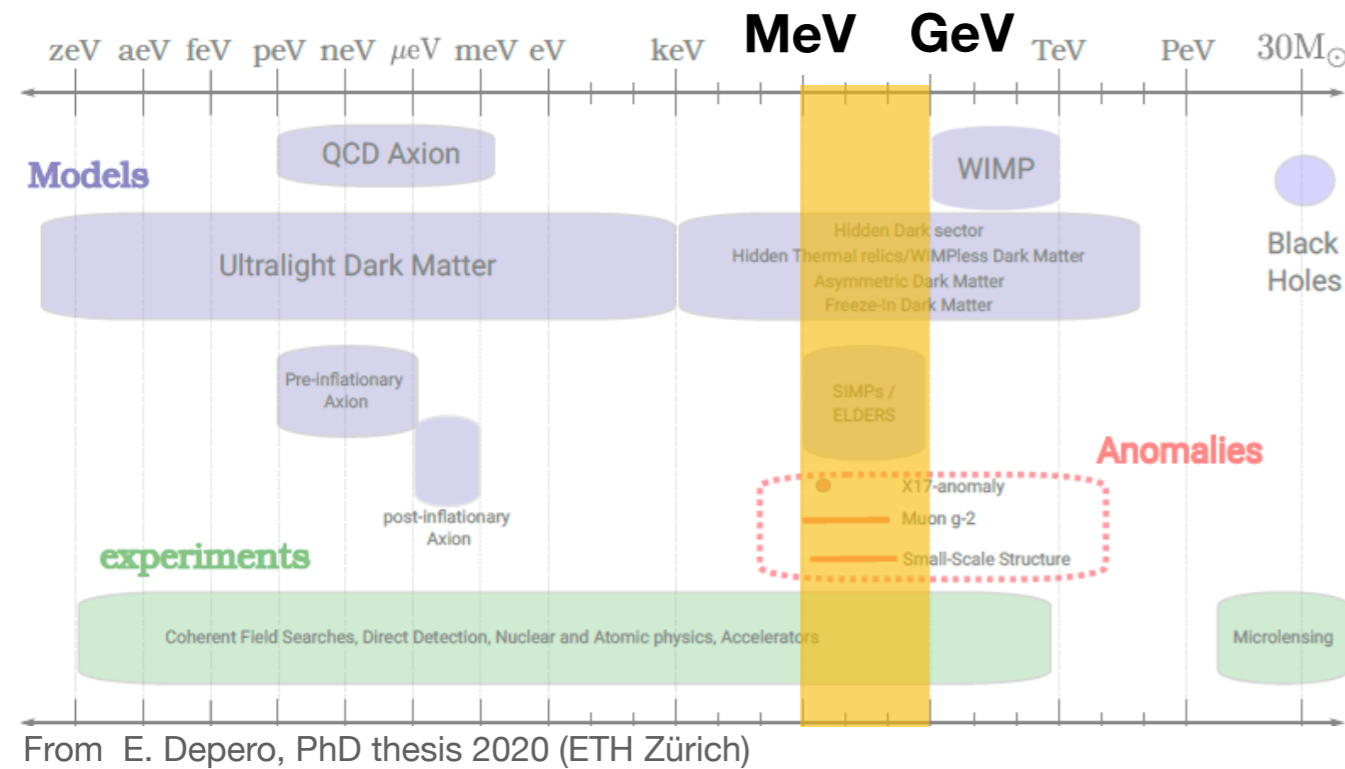 zeV aeV feV peV neV μeV meV eV keV MeV GeV TeV PeV 30M⊙
QCD Axion
WIMP
Models
Hidden Dark sector
Hidden Thermal relics/WIMPless Dark Matter
Asymmetric Dark Matter
Freeze-In Dark Matter
Ultralight Dark Matter
Black
Holes
Pre-inflationary
Axion
SIMPs /
ELDERS
Anomalies
X17-anomaly
Muon g-2
Small-Scale Structure
post-inflationary
Axion
experiments
Coherent Field Searches, Direct Detection, Nuclear and Atomic physics, Accelerators
Microlensing
From E. Depero, PhD thesis 2020 (ETH Zürich)